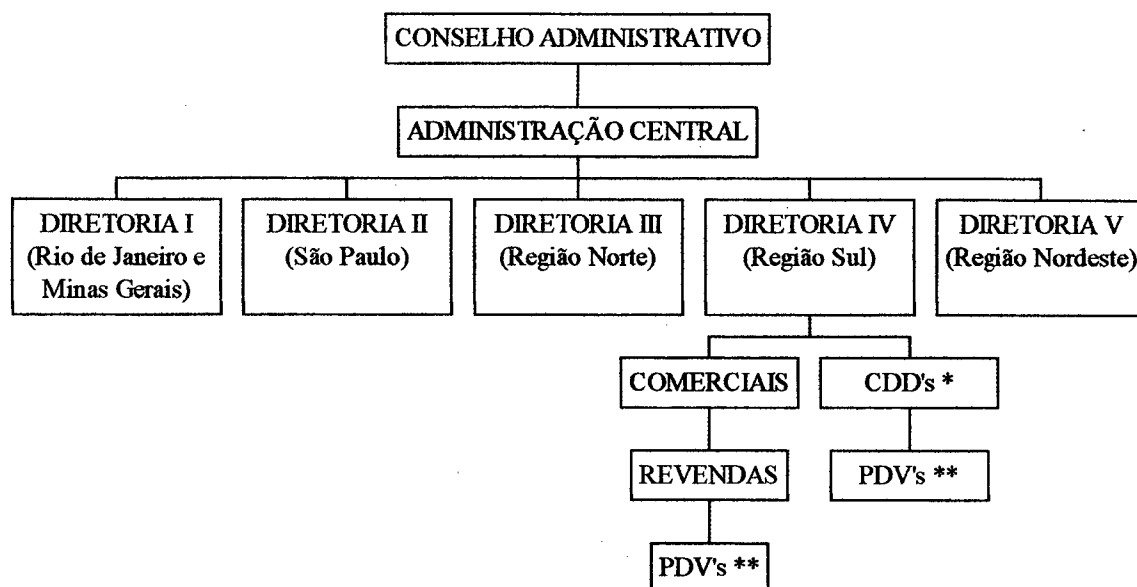 CONSELHO ADMINISTRATIVO
ADMINISTRAÇÃO CENTRAL
DIRETORIA I
(Rio de Janeiro e
Minas Gerais)
DIRETORIA II
(São Paulo)
DIRETORIA III
(Região Norte)
DIRETORIA IV
(Região Sul)
DIRETORIA V
(Região Nordeste)
COMERCIAIS
CDD's *
REVENDAS
PDV's **
PDV's **